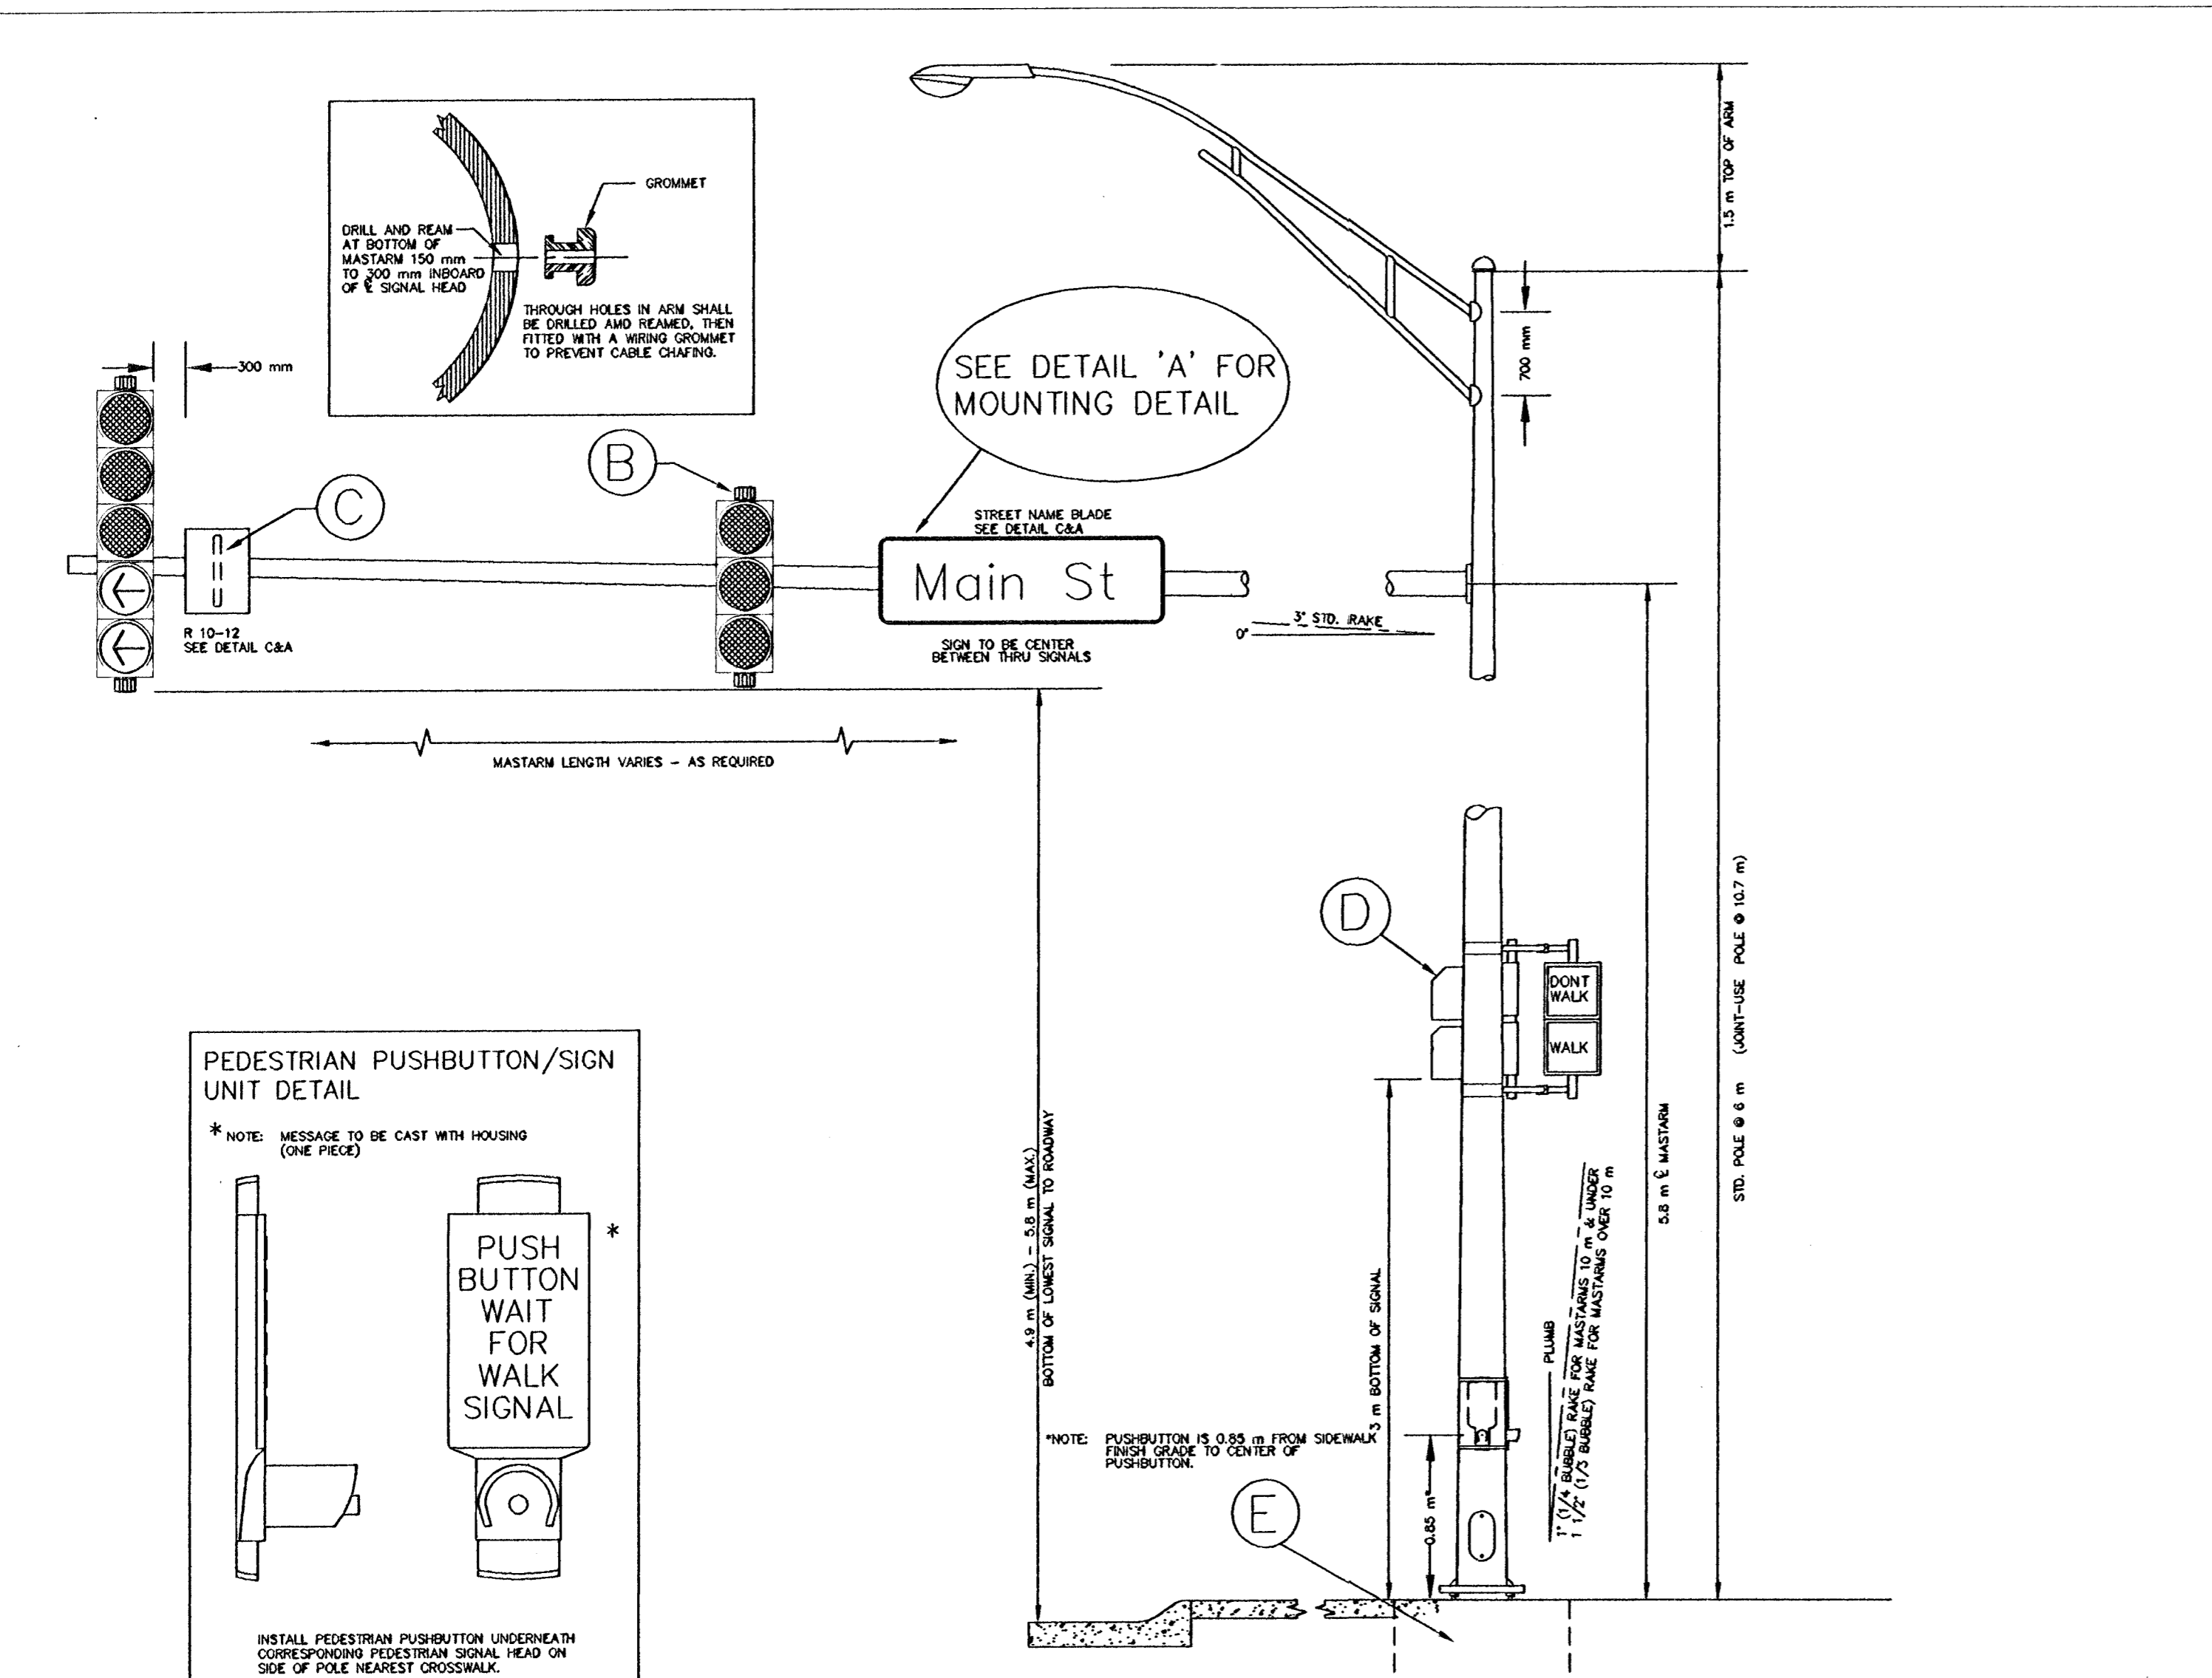 1.5 m TOP OF ARM
GROMMET
DRILL AND REAM
AT BOTTOM OF
MASTARM 150 mm
TO 300 mm INBOARD
OF ℄ SIGNAL HEAD
THROUGH HOLES IN ARM SHALL
BE DRILLED AMD REAMED, THEN
FITTED WITH A WIRING GROMMET
TO PREVENT CABLE CHAFING.
300 mm
700 mm
SEE DETAIL 'A' FOR
MOUNTING DETAIL
B
C
STREET NAME BLADE
SEE DETAIL C&A
Main St
R 10-12
SEE DETAIL C&A
SIGN TO BE CENTER
BETWEEN THRU SIGNALS
3° STD. RAKE
0°
MASTARM LENGTH VARIES - AS REQUIRED
D
DONT
WALK
WALK
STD. POLE @ 6 m (JOINT-USE POLE @ 10.7 m)
5.8 m ℄ MASTARM
4.9 m (MIN.) - 5.8 m (MAX.)
BOTTOM OF LOWEST SIGNAL TO ROADWAY
3 m BOTTOM OF SIGNAL
PLUMB
1° (1/4 BUBBLE) RAKE FOR MASTARMS 10 m & UNDER
1 1/2° (1/3 BUBBLE) RAKE FOR MASTARMS OVER 10 m
*NOTE: PUSHBUTTON IS 0.85 m FROM SIDEWALK
FINISH GRADE TO CENTER OF
PUSHBUTTON.
0.85 m*
E
PEDESTRIAN PUSHBUTTON/SIGN
UNIT DETAIL
* NOTE: MESSAGE TO BE CAST WITH HOUSING
(ONE PIECE)
*
PUSH
BUTTON
WAIT
FOR
WALK
SIGNAL
INSTALL PEDESTRIAN PUSHBUTTON UNDERNEATH
CORRESPONDING PEDESTRIAN SIGNAL HEAD ON
SIDE OF POLE NEAREST CROSSWALK.